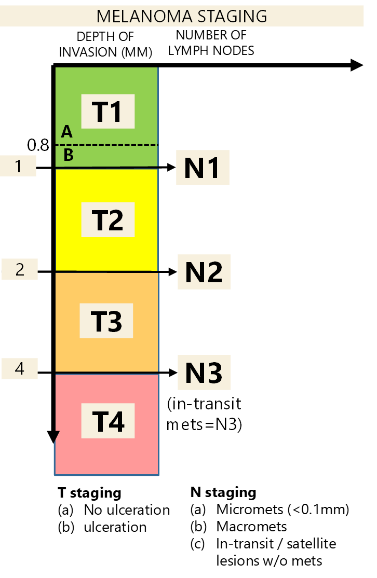 MELANOMA STAGING
DEPTH OF
INVASION (MM)
NUMBER OF
LYMPH NODES
T1
A
0.8
B
1
N1
T2
2
N2
T3
4
N3
(in-transit
mets=N3)
T4
T staging
(a) No ulceration
(b) ulceration
N staging
(a) Micromets (<0.1mm)
(b) Macromets
(c) In-transit / satellite
lesions w/o mets